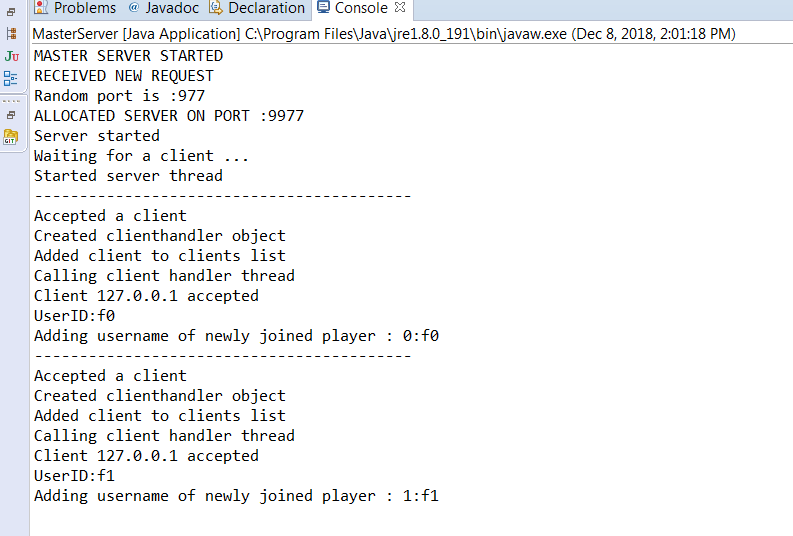 Problems @ Javadoc Declaration Console
MasterServer [Java Application] C:\Program Files\Java\jre1.8.0_191\bin\javaw.exe (Dec 8, 2018, 2:01:18 PM)
MASTER SERVER STARTED
RECEIVED NEW REQUEST
Random port is :977
ALLOCATED SERVER ON PORT :9977
Server started
Waiting for a client ...
Started server thread
------------------------------------------
Accepted a client
Created clienthandler object
Added client to clients list
Calling client handler thread
Client 127.0.0.1 accepted
UserID:f0
Adding username of newly joined player : 0:f0
------------------------------------------
Accepted a client
Created clienthandler object
Added client to clients list
Calling client handler thread
Client 127.0.0.1 accepted
UserID:f1
Adding username of newly joined player : 1:f1
JU
GIT